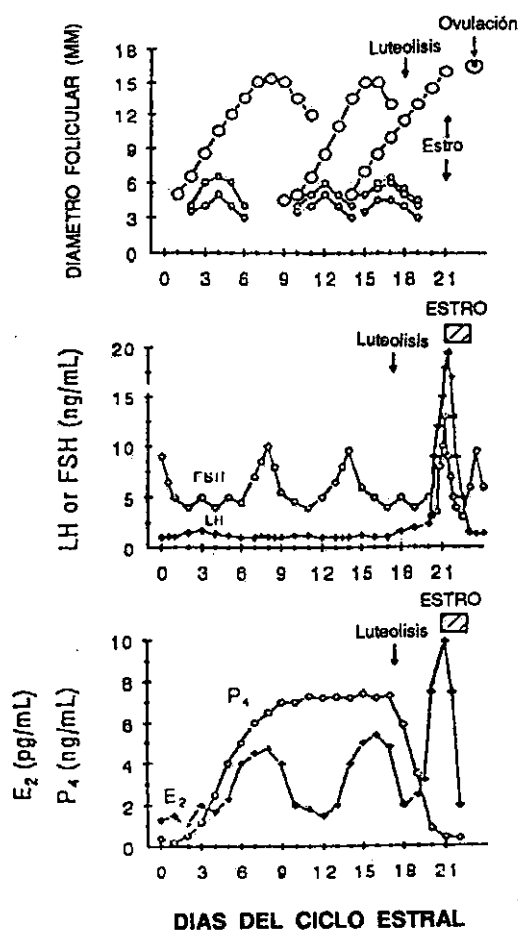 Ovulación
Luteolisis
DIAMETRO FOLICULAR (MM)
18
15
12
9
6
3
0
Estro
0 3 6 9 12 15 18 21
ESTRO
Luteolisis
LH or FSH (ng/mL)
20
15
10
5
0
FSH
LH
0 3 6 9 12 15 18 21
ESTRO
Luteolisis
E₂ (pg/mL)
P₄ (ng/mL)
10
8
6
4
2
0
P₄
E₂
0 3 6 9 12 15 18 21
DIAS DEL CICLO ESTRAL